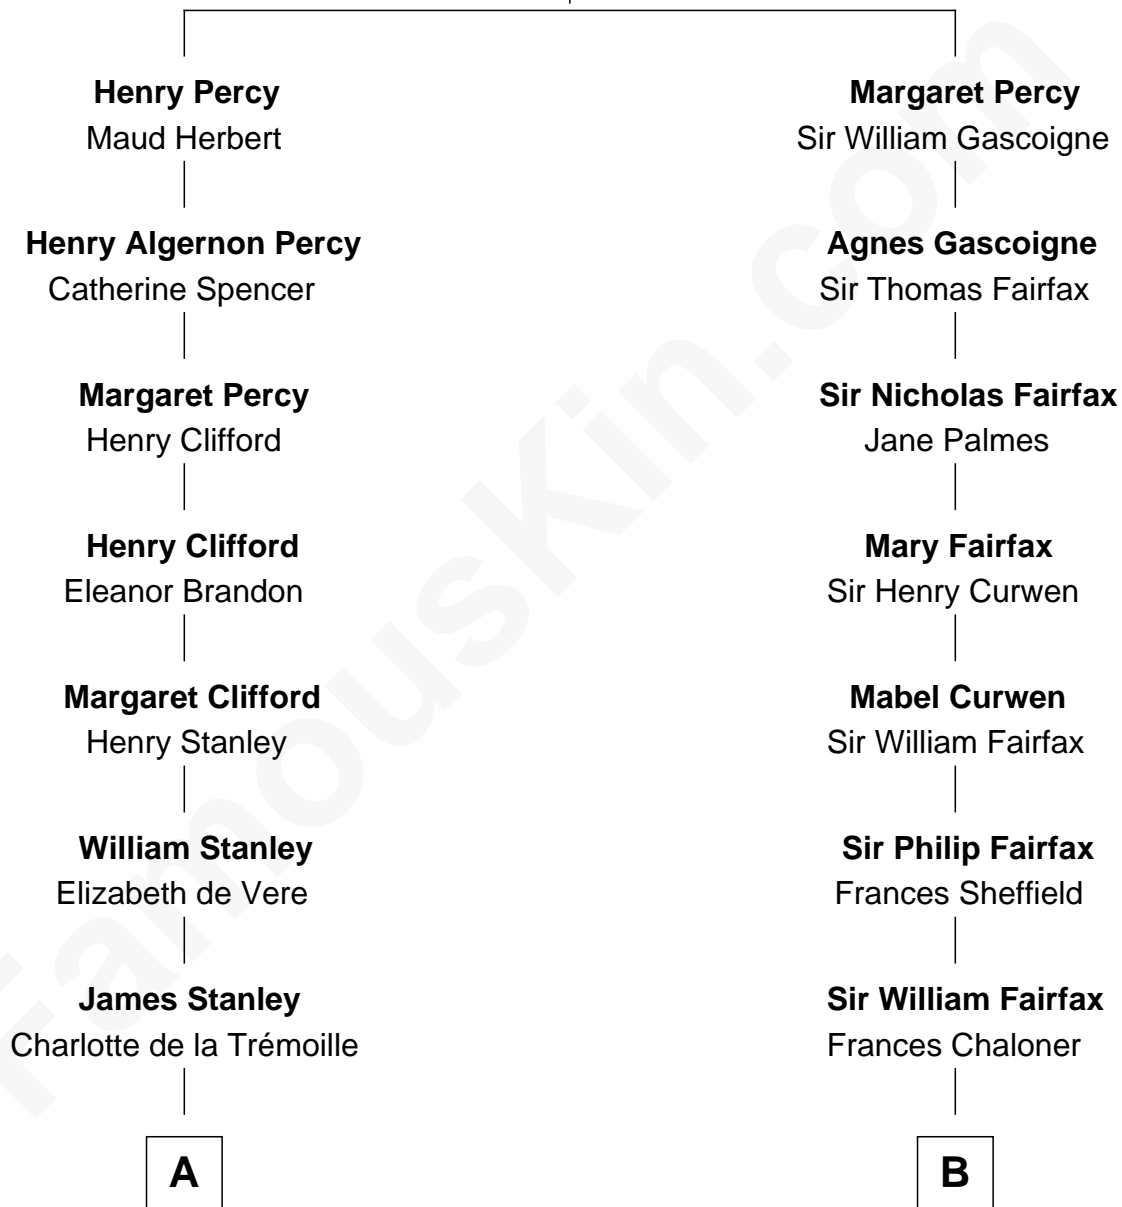 Henry Percy
Maud Herbert
Margaret Percy
Sir William Gascoigne
Henry Algernon Percy
Catherine Spencer
Agnes Gascoigne
Sir Thomas Fairfax
Margaret Percy
Henry Clifford
Sir Nicholas Fairfax
Jane Palmes
Henry Clifford
Eleanor Brandon
Mary Fairfax
Sir Henry Curwen
Margaret Clifford
Henry Stanley
Mabel Curwen
Sir William Fairfax
William Stanley
Elizabeth de Vere
Sir Philip Fairfax
Frances Sheffield
James Stanley
Charlotte de la Trémoille
Sir William Fairfax
Frances Chaloner
A
B
FamousKin.com